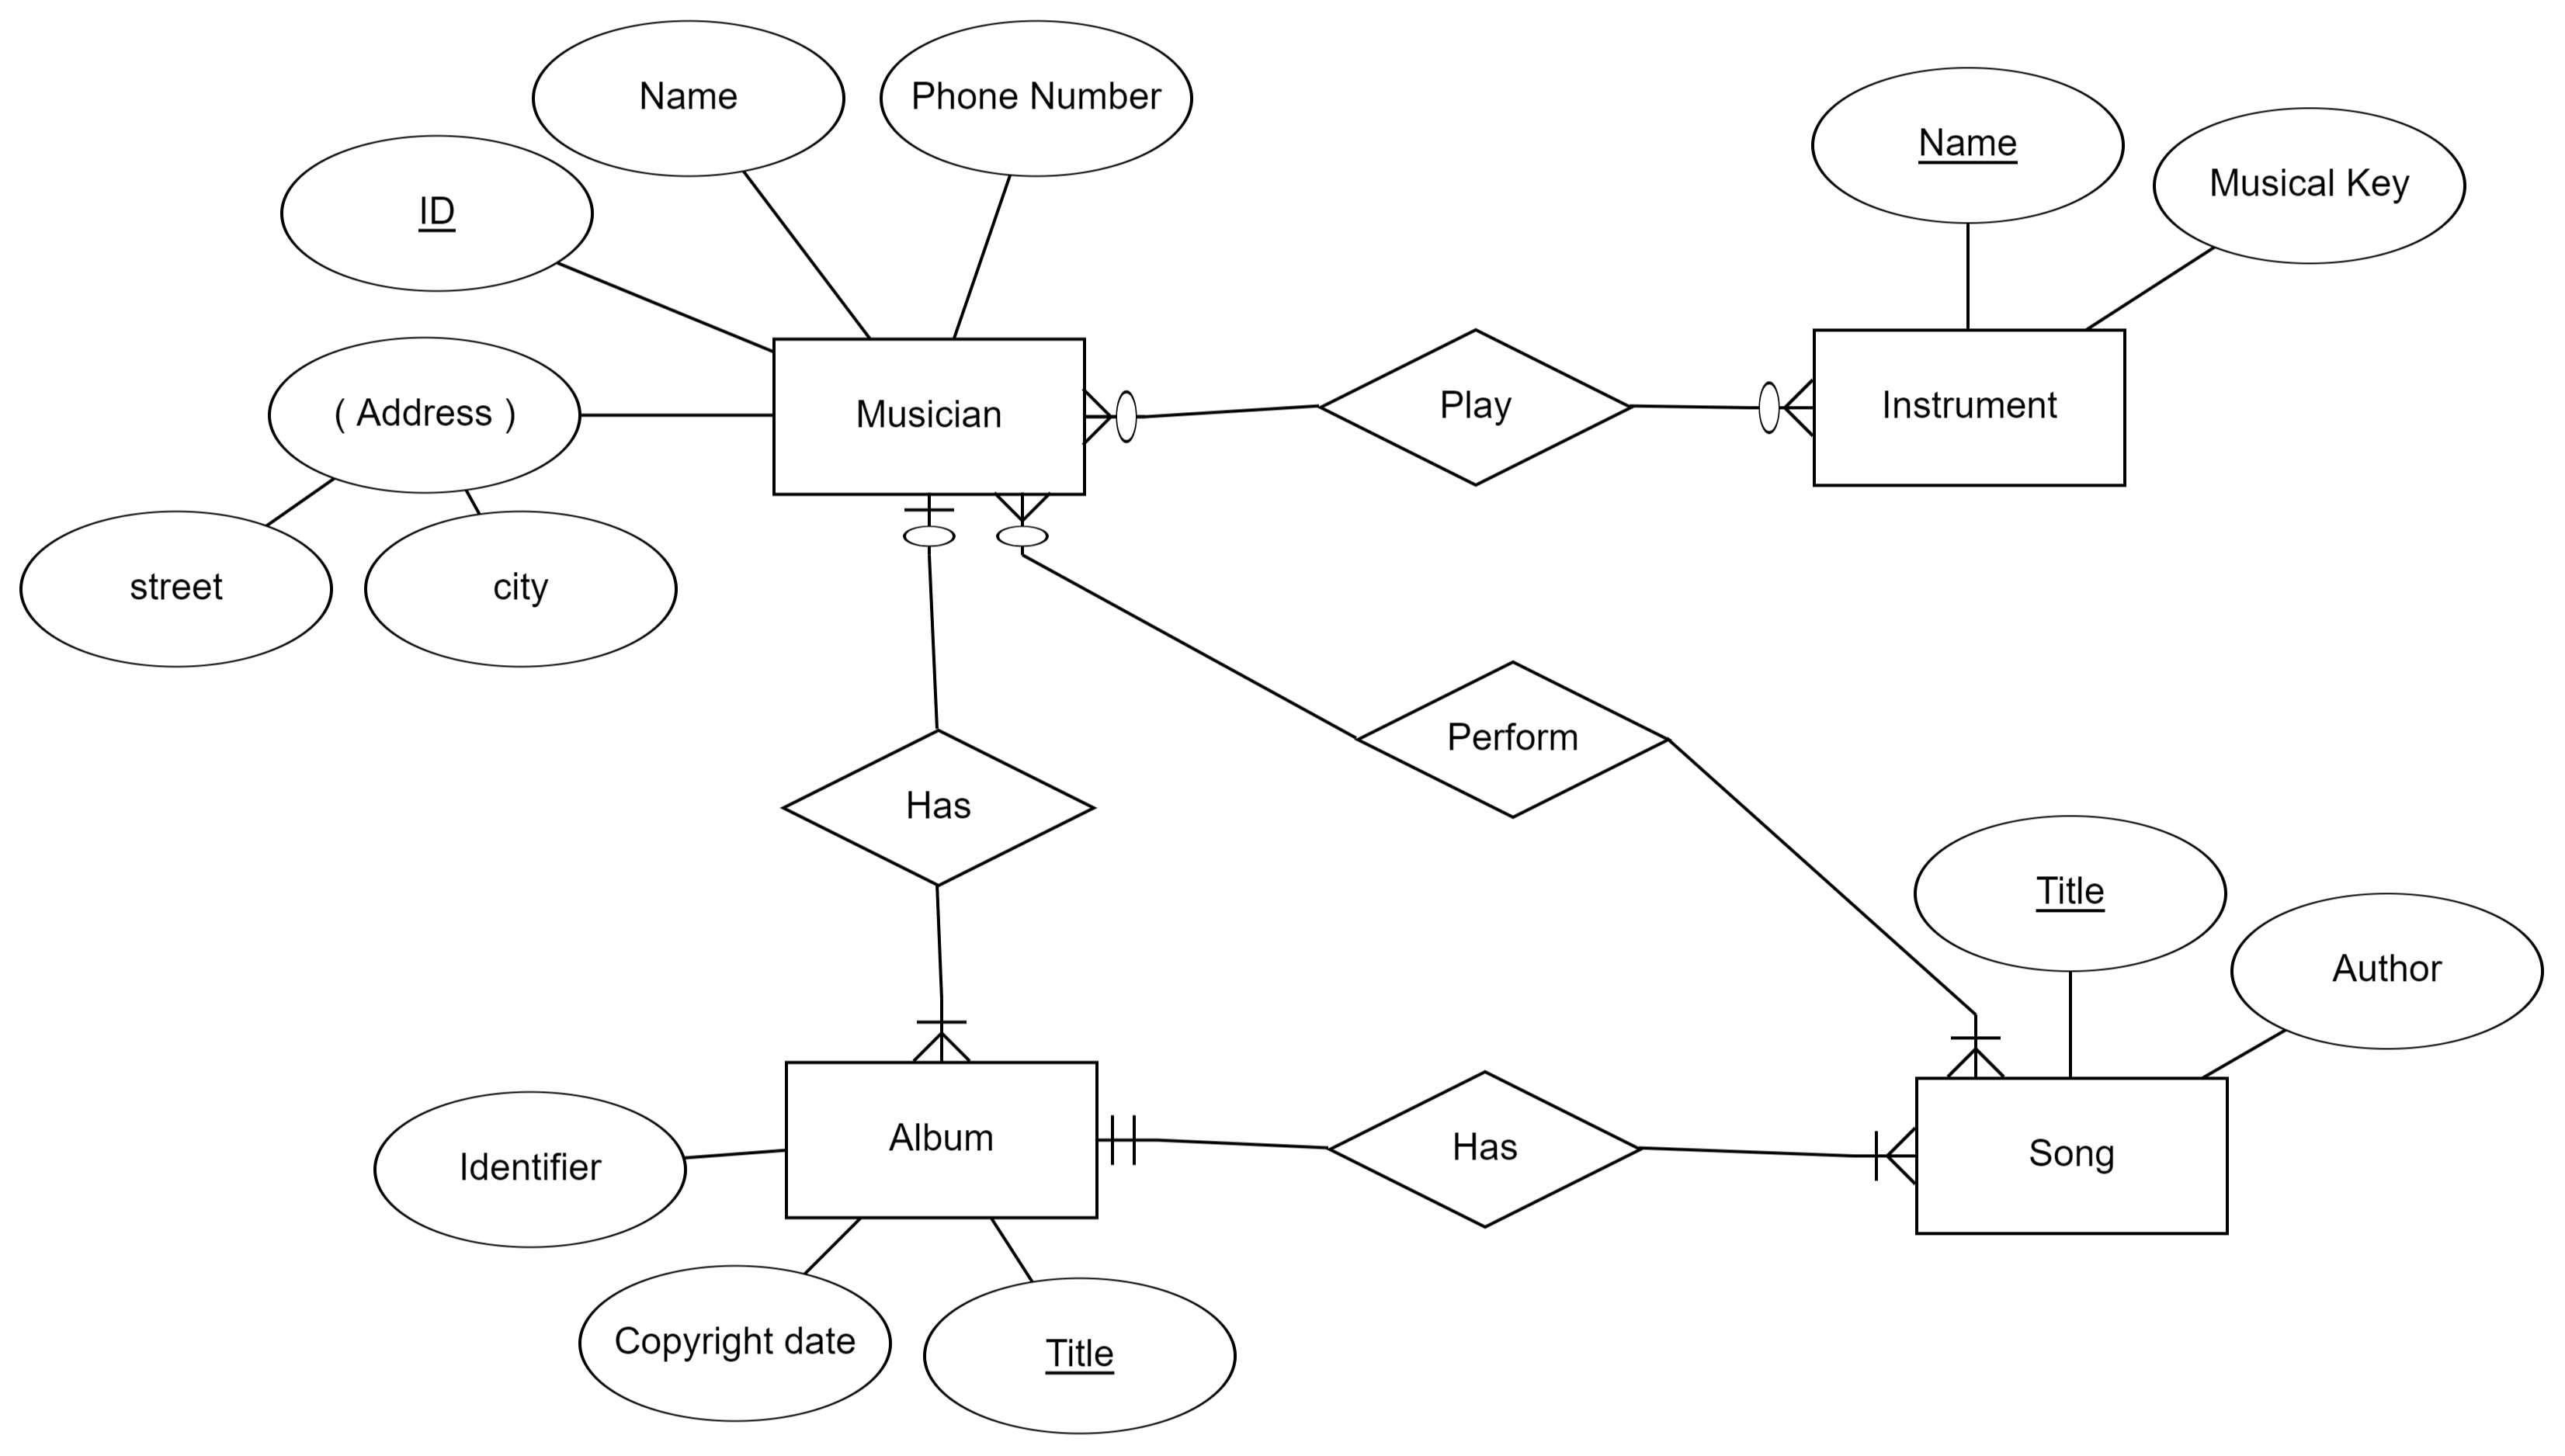 Name
Phone Number
ID
( Address )
street
city
Musician
Play
Name
Musical Key
Instrument
Has
Perform
Title
Author
Album
Has
Song
Identifier
Copyright date
Title